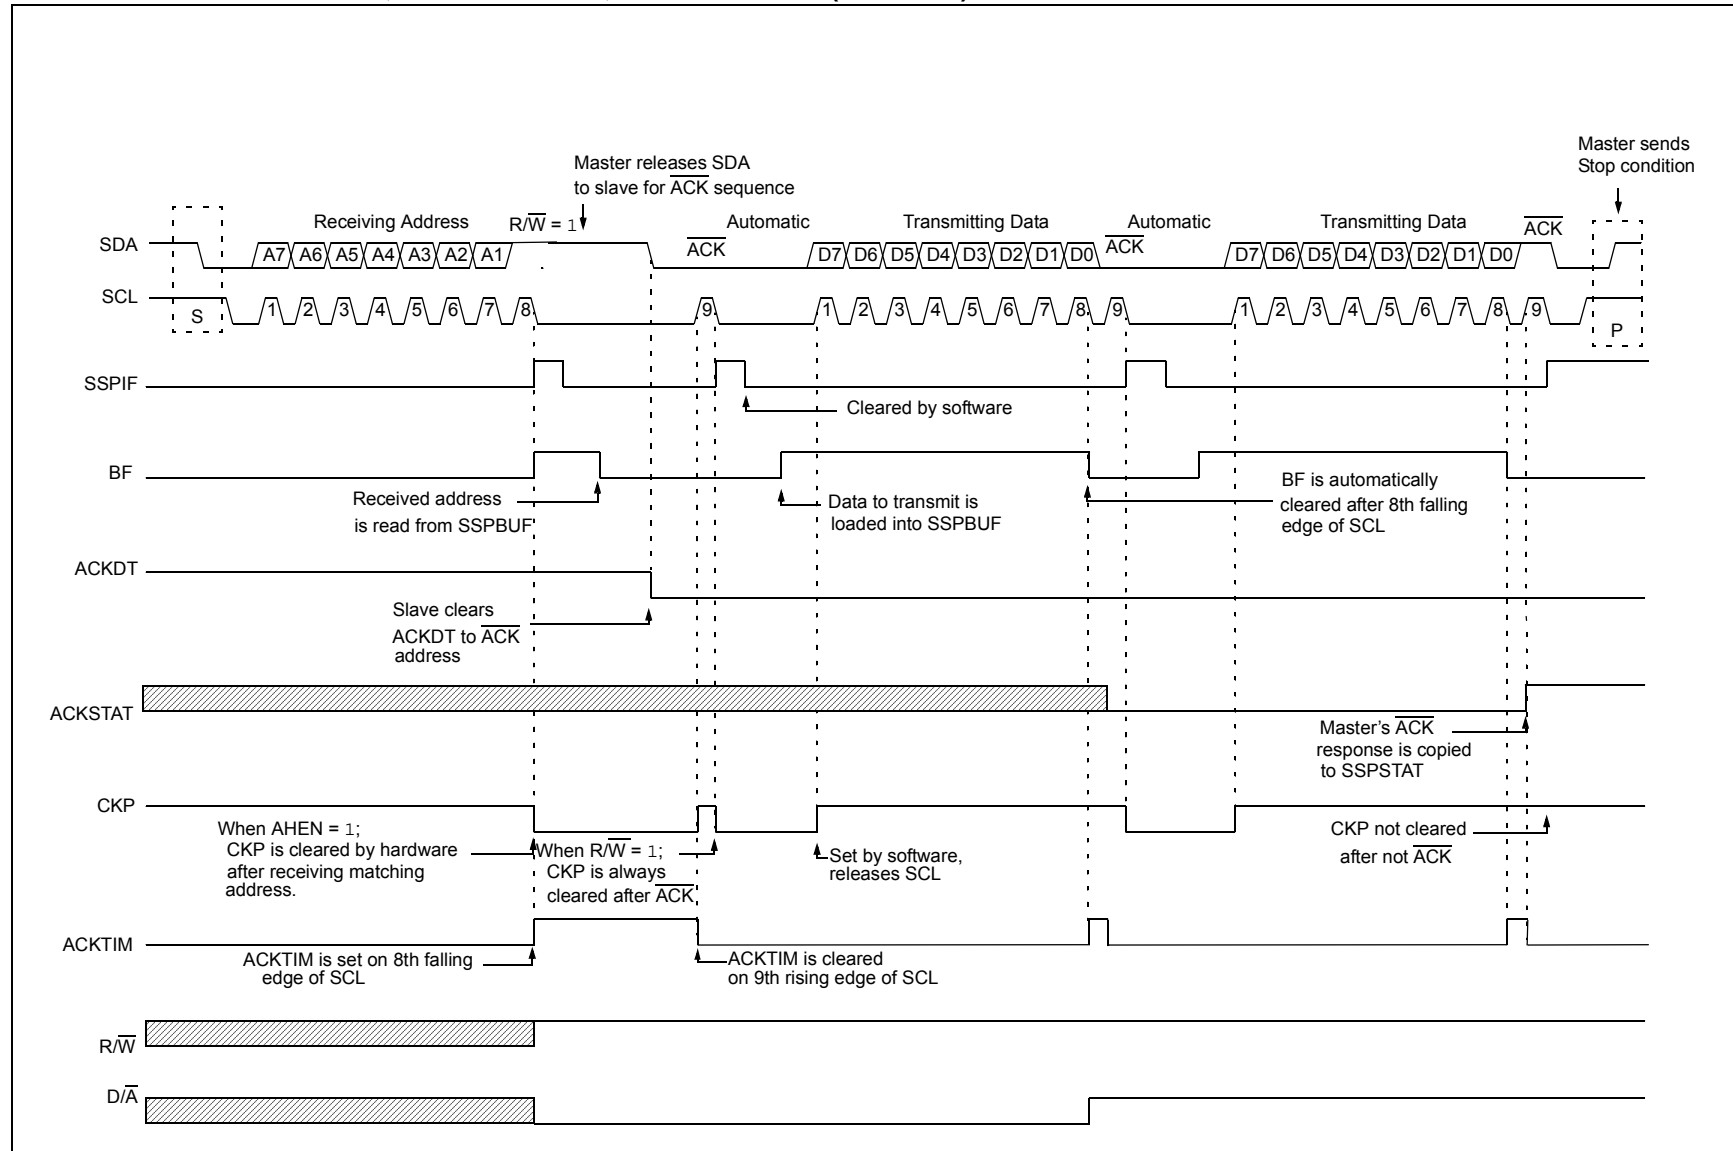 Master sends
Stop condition
Master releases SDA
to slave for A̅C̅K̅ sequence
Receiving Address R/W̅ = 1 Automatic Transmitting Data Automatic Transmitting Data A̅C̅K̅
SDA A7 A6 A5 A4 A3 A2 A1 A̅C̅K̅ D7 D6 D5 D4 D3 D2 D1 D0 A̅C̅K̅ D7 D6 D5 D4 D3 D2 D1 D0
SCL S 1 2 3 4 5 6 7 8 9 1 2 3 4 5 6 7 8 9 1 2 3 4 5 6 7 8 9 P
SSPIF
Cleared by software
BF
Received address
is read from SSPBUF
Data to transmit is
loaded into SSPBUF
BF is automatically
cleared after 8th falling
edge of SCL
ACKDT
Slave clears
ACKDT to A̅C̅K̅
address
ACKSTAT
Master's A̅C̅K̅
response is copied
to SSPSTAT
CKP
When AHEN = 1;
CKP is cleared by hardware
after receiving matching
address.
When R/W̅ = 1;
CKP is always
cleared after A̅C̅K̅
Set by software,
releases SCL
CKP not cleared
after not A̅C̅K̅
ACKTIM
ACKTIM is set on 8th falling
edge of SCL
ACKTIM is cleared
on 9th rising edge of SCL
R/W̅
D/A̅